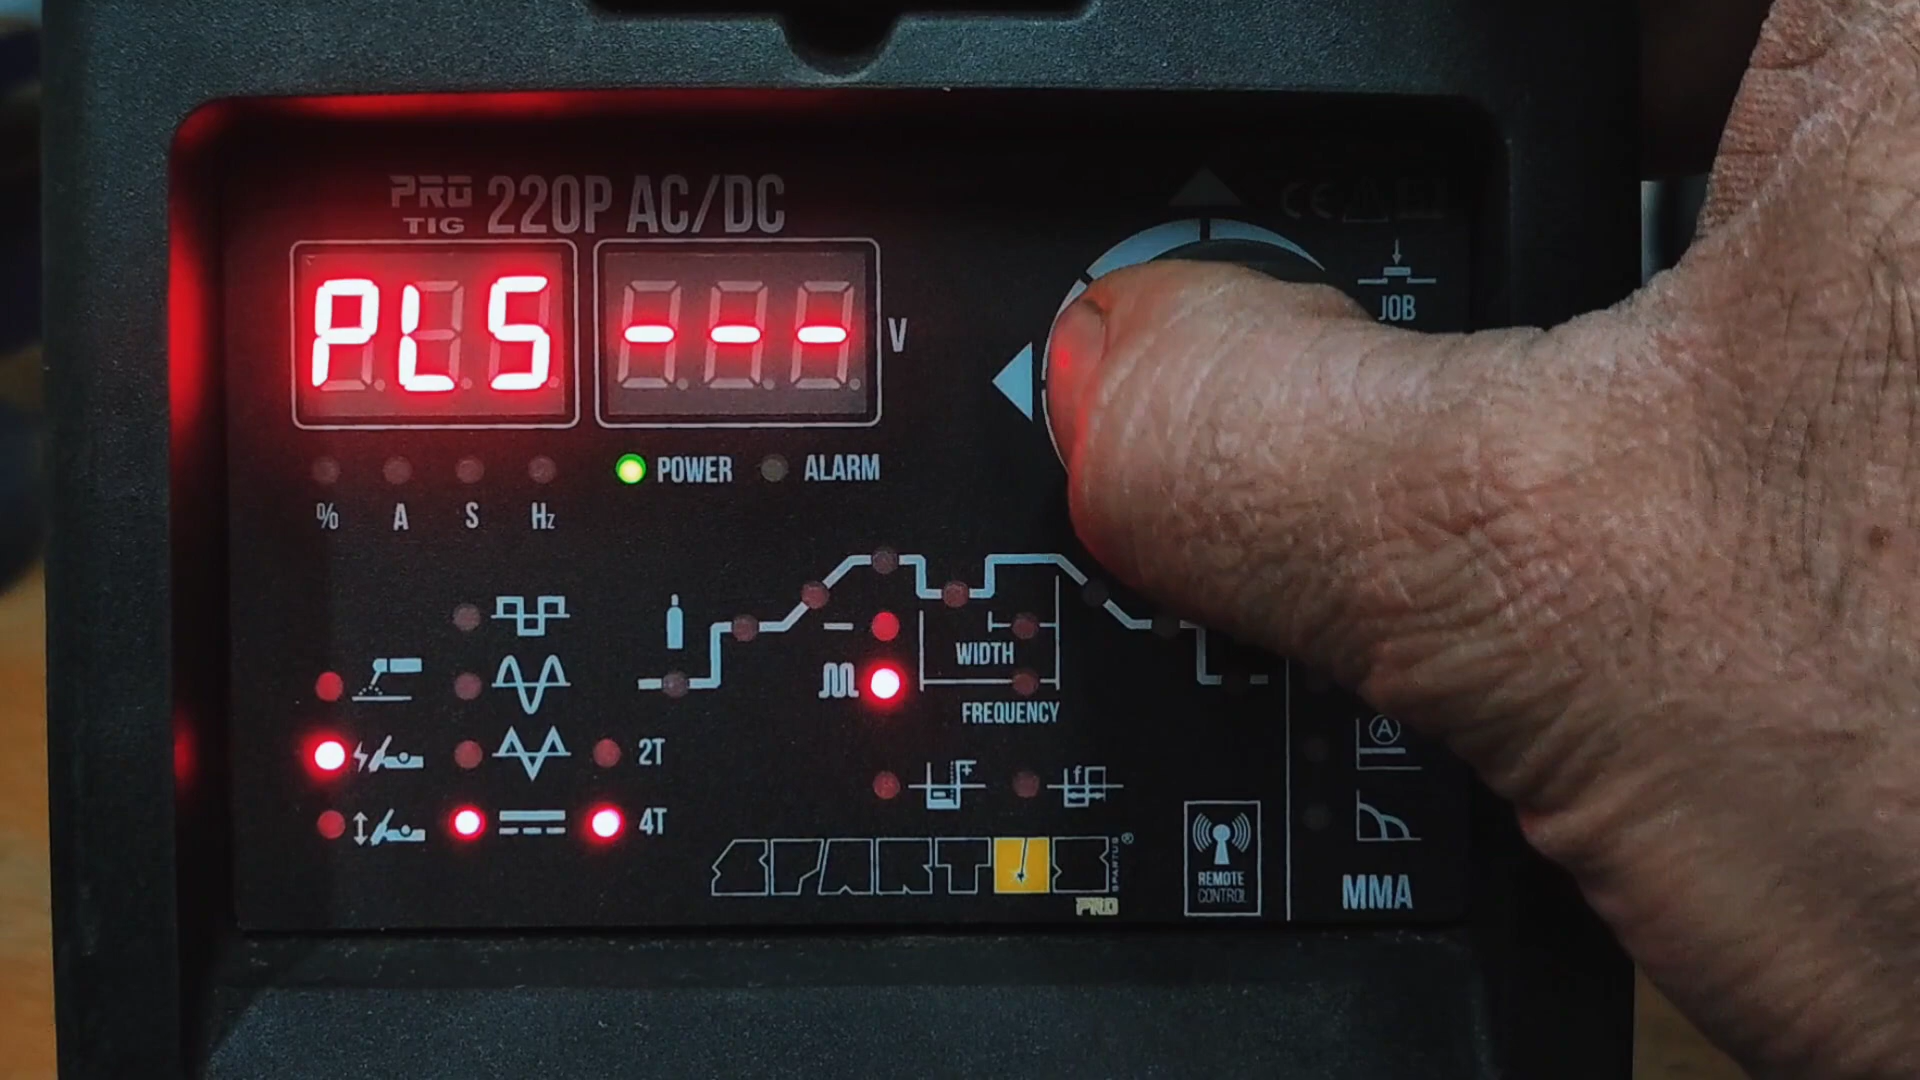 PRO TIG 220P AC/DC
PLS --- V
JOB
POWER ALARM
% A S Hz
WIDTH
FREQUENCY
A
2T
f
4T
SPARTUS®
SPARTUS
PRO
REMOTE
CONTROL
MMA